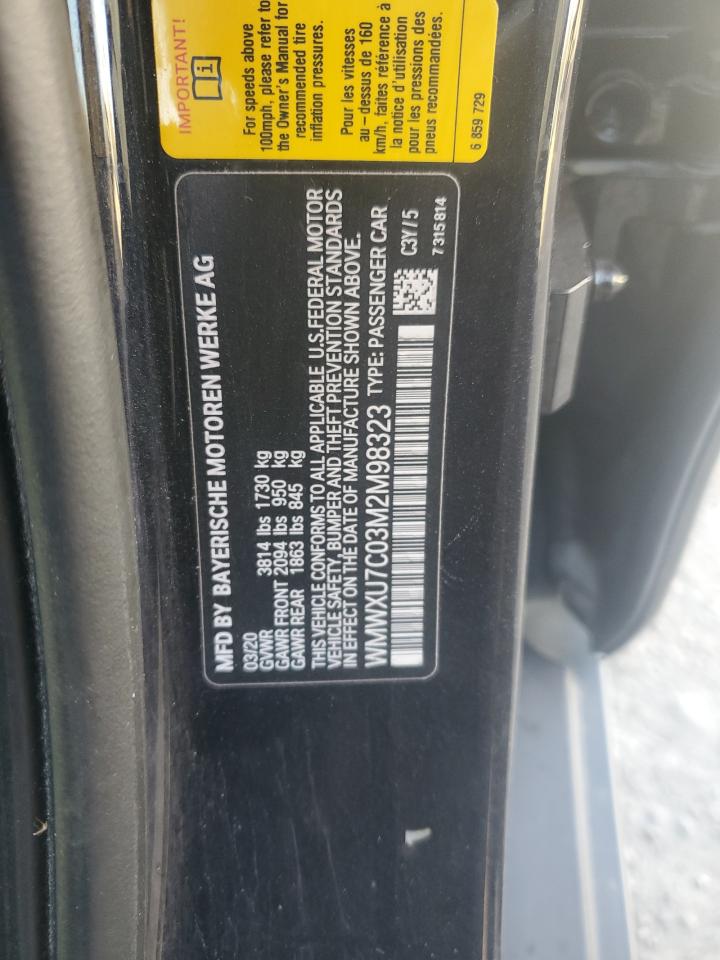 MFD BY BAYERISCHE MOTOREN WERKE AG
03/20
GVWR 3814 lbs 1730 kg
GAWR FRONT 2094 lbs 950 kg
GAWR REAR 1863 lbs 845 kg
THIS VEHICLE CONFORMS TO ALL APPLICABLE U.S.FEDERAL MOTOR
VEHICLE SAFETY, BUMPER AND THEFT PREVENTION STANDARDS
IN EFFECT ON THE DATE OF MANUFACTURE SHOWN ABOVE.
WMWXU7C03M2M98323 TYPE: PASSENGER CAR
C3Y/5
7315814
IMPORTANT!
For speeds above
100mph, please refer to
the Owner's Manual for
recommended tire
inflation pressures.
Pour les vitesses
au-dessus de 160
km/h, faites référence à
la notice d'utilisation
pour les pressions des
pneus recommandées.
6 859 729